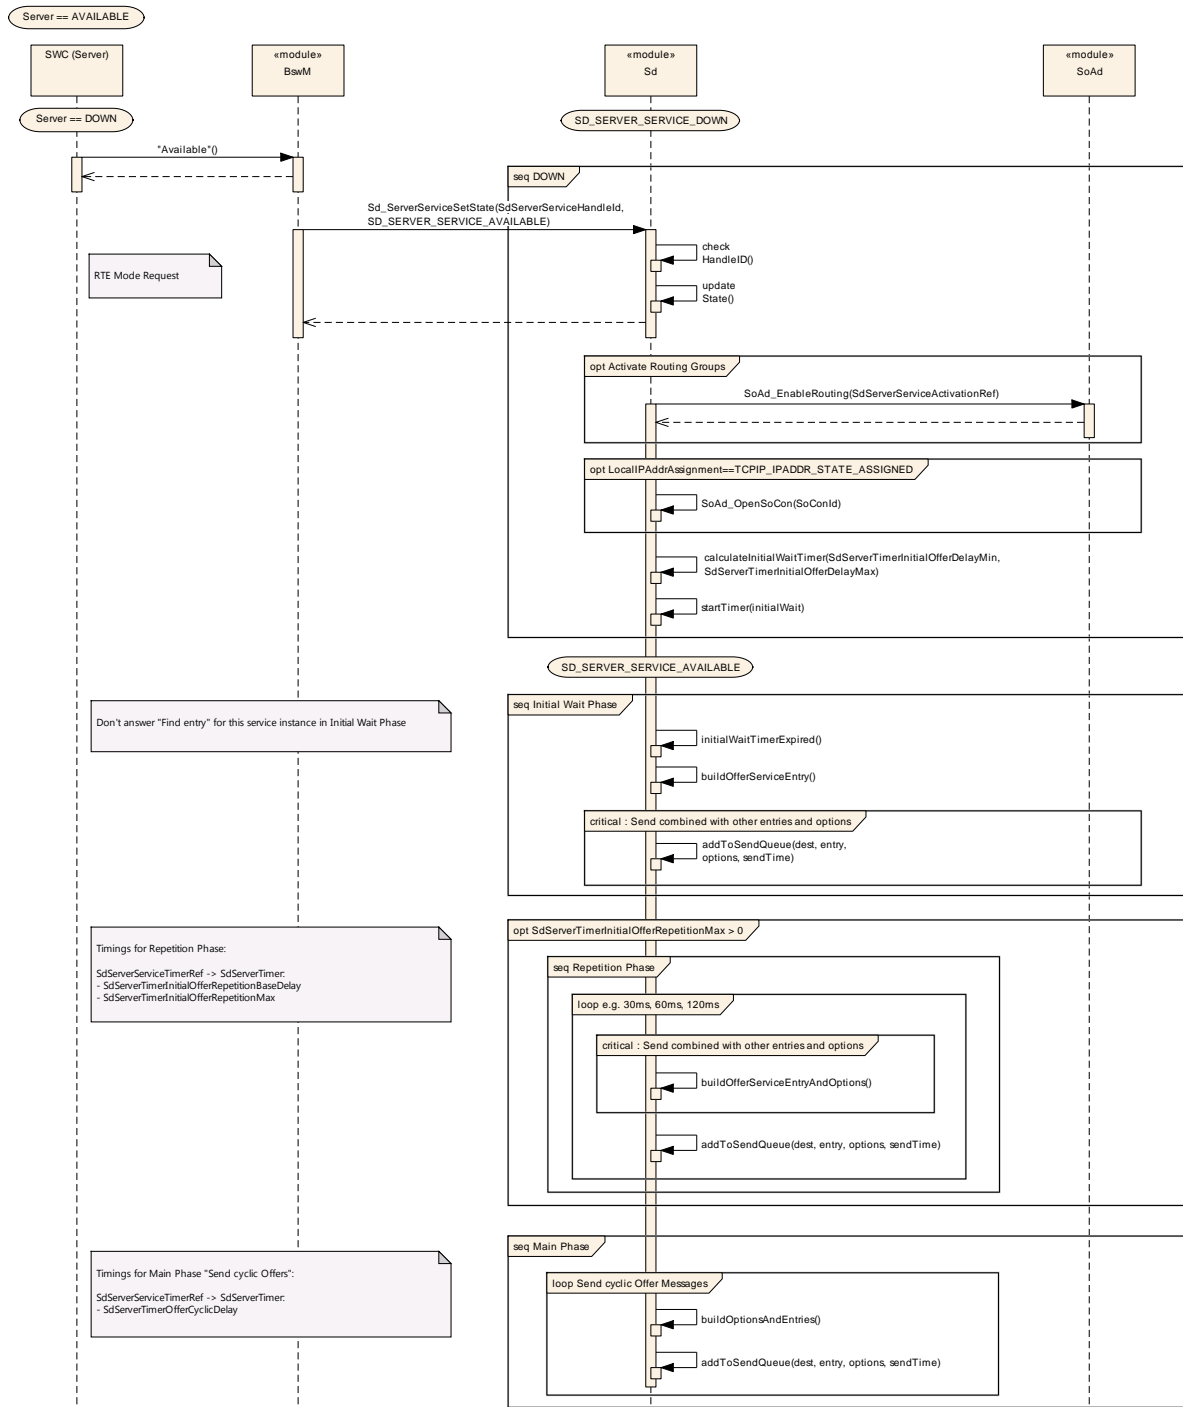 Server == AVAILABLE
SWC (Server)
«module»
BswM
«module»
Sd
«module»
SoAd
Server == DOWN
SD_SERVER_SERVICE_DOWN
"Available"()
seq DOWN
Sd_ServerServiceSetState(SdServerServiceHandleId,
SD_SERVER_SERVICE_AVAILABLE)
check
HandleID()
RTE Mode Request
update
State()
opt Activate Routing Groups
SoAd_EnableRouting(SdServerServiceActivationRef)
opt LocalIPAddrAssignment==TCPIP_IPADDR_STATE_ASSIGNED
SoAd_OpenSoCon(SoConId)
calculateInitialWaitTimer(SdServerTimerInitialOfferDelayMin,
SdServerTimerInitialOfferDelayMax)
startTimer(initialWait)
SD_SERVER_SERVICE_AVAILABLE
seq Initial Wait Phase
Don't answer "Find entry" for this service instance in Initial Wait Phase
initialWaitTimerExpired()
buildOfferServiceEntry()
critical : Send combined with other entries and options
addToSendQueue(dest, entry,
options, sendTime)
opt SdServerTimerInitialOfferRepetitionMax > 0
Timings for Repetition Phase:
SdServerServiceTimerRef -> SdServerTimer:
- SdServerTimerInitialOfferRepetitionBaseDelay
- SdServerTimerInitialOfferRepetitionMax
seq Repetition Phase
loop e.g. 30ms, 60ms, 120ms
critical : Send combined with other entries and options
buildOfferServiceEntryAndOptions()
addToSendQueue(dest, entry, options, sendTime)
seq Main Phase
Timings for Main Phase "Send cyclic Offers":
SdServerServiceTimerRef -> SdServerTimer:
- SdServerTimerOfferCyclicDelay
loop Send cyclic Offer Messages
buildOptionsAndEntries()
addToSendQueue(dest, entry, options, sendTime)